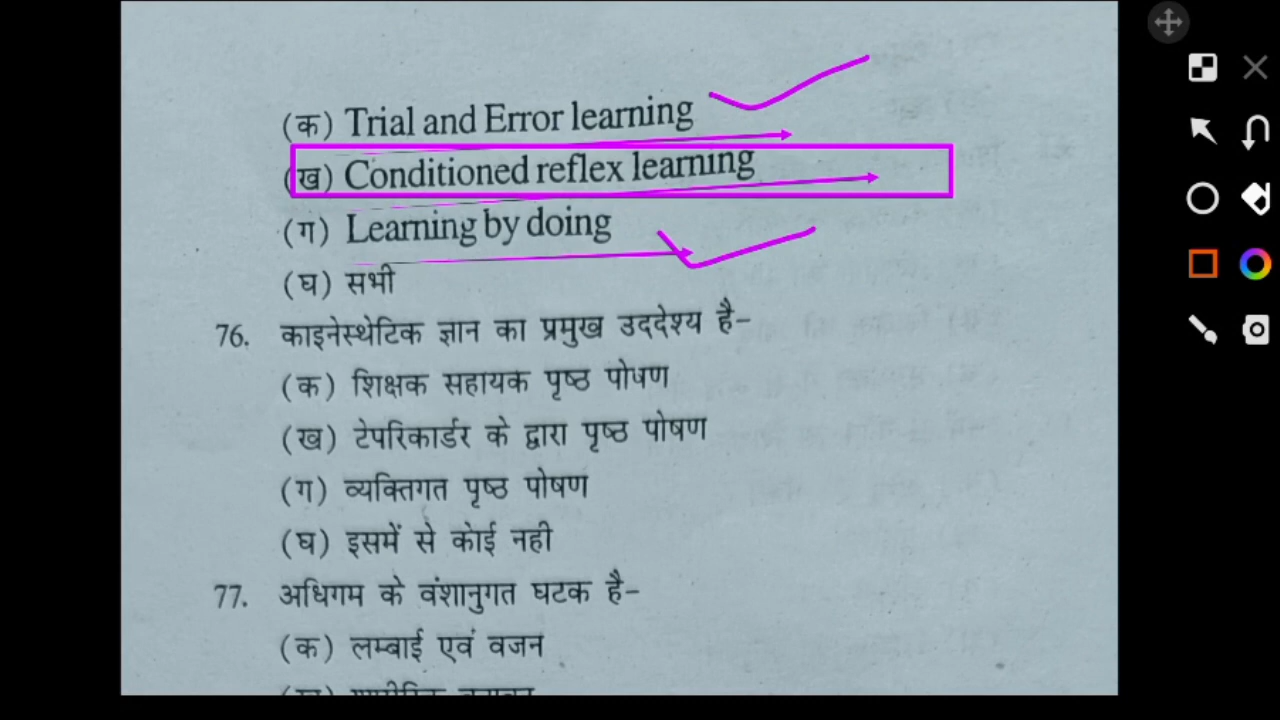 (क) Trial and Error learning
(ख) Conditioned reflex learning
(ग) Learning by doing
(घ) सभी
76. काइनेस्थेटिक ज्ञान का प्रमुख उददेश्य है-
(क) शिक्षक सहायक पृष्ठ पोषण
(ख) टेपरिकार्डर के द्वारा पृष्ठ पोषण
(ग) व्यक्तिगत पृष्ठ पोषण
(घ) इसमें से कोई नही
77. अधिगम के वंशानुगत घटक है-
(क) लम्बाई एवं वजन